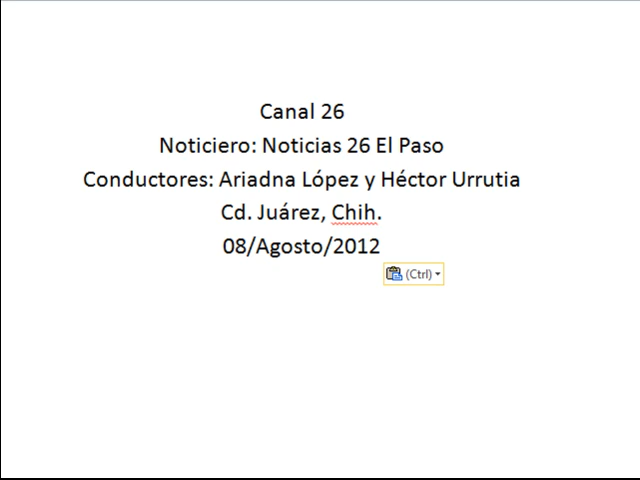 Canal 26
Noticiero: Noticias 26 El Paso
Conductores: Ariadna López y Héctor Urrutia
Cd. Juárez, Chih.
08/Agosto/2012
(Ctrl)